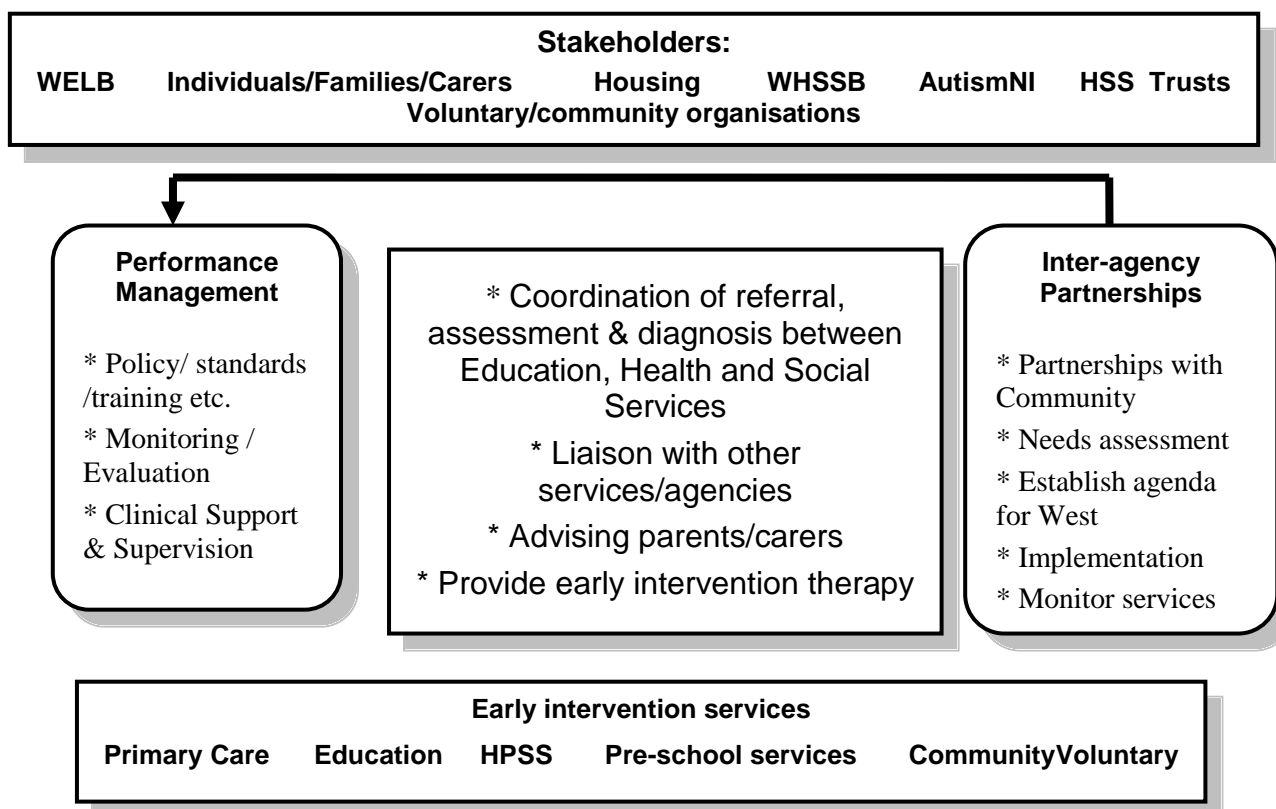 Stakeholders:
WELB Individuals/Families/Carers Housing WHSSB AutismNI HSS Trusts
Voluntary/community organisations
Performance
Management
* Policy/ standards
/training etc.
* Monitoring /
Evaluation
* Clinical Support
& Supervision
* Coordination of referral,
assessment & diagnosis between
Education, Health and Social
Services
* Liaison with other
services/agencies
* Advising parents/carers
* Provide early intervention therapy
Inter-agency
Partnerships
* Partnerships with
Community
* Needs assessment
* Establish agenda
for West
* Implementation
* Monitor services
Early intervention services
Primary Care Education HPSS Pre-school services CommunityVoluntary